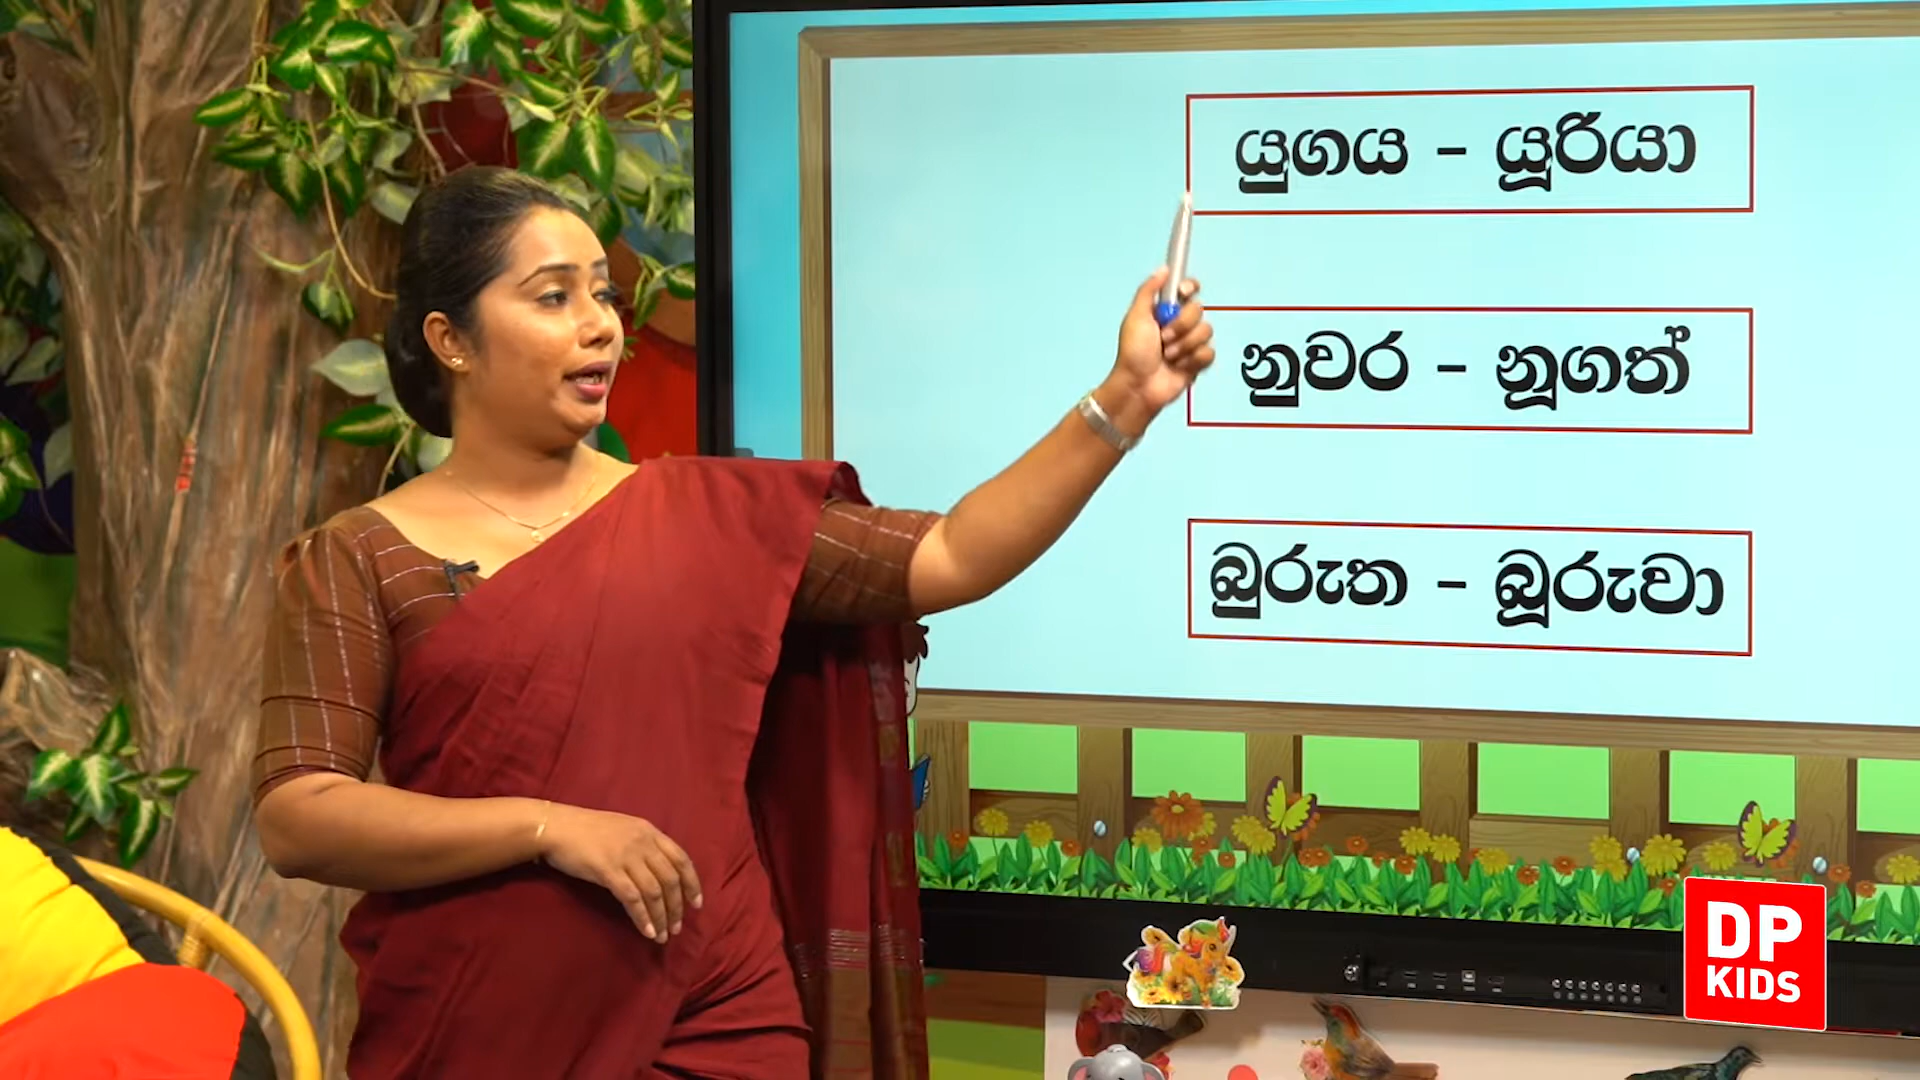 යුගය - යූරියා
නුවර - නූගත්
බුරුත - බූරුවා
DP
KIDS